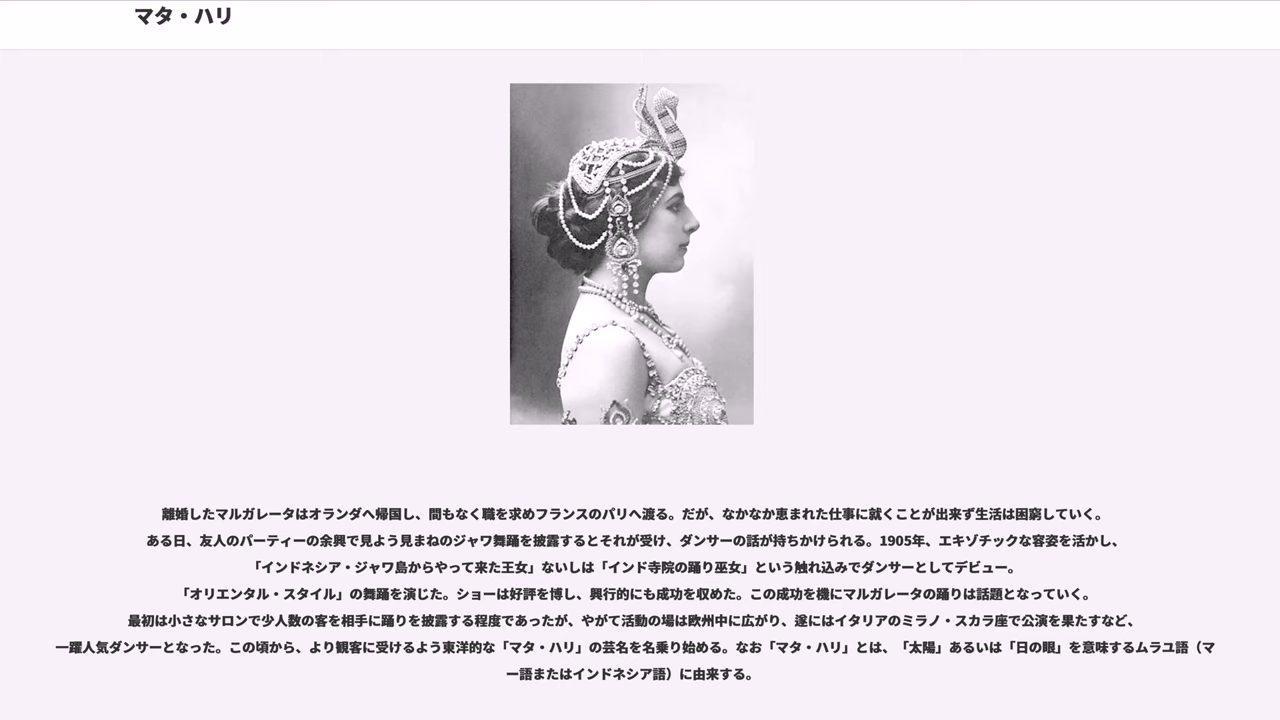 マタ・ハリ
離婚したマルガレータはオランダへ帰国し、間もなく職を求めフランスのパリへ渡る。だが、なかなか恵まれた仕事に就くことが出来ず生活は困窮していく。
ある日、友人のパーティーの余興で見よう見まねのジャワ舞踊を披露するとそれが受け、ダンサーの話が持ちかけられる。1905年、エキゾチックな容姿を活かし、
「インドネシア・ジャワ島からやって来た王女」ないしは「インド寺院の踊り巫女」という触れ込みでダンサーとしてデビュー。
「オリエンタル・スタイル」の舞踊を演じた。ショーは好評を博し、興行的にも成功を収めた。この成功を機にマルガレータの踊りは話題となっていく。
最初は小さなサロンで少人数の客を相手に踊りを披露する程度であったが、やがて活動の場は欧州中に広がり、遂にはイタリアのミラノ・スカラ座で公演を果たすなど、
一躍人気ダンサーとなった。この頃から、より観客に受けるよう東洋的な「マタ・ハリ」の芸名を名乗り始める。なお「マタ・ハリ」とは、「太陽」あるいは「日の眼」を意味するムラユ語（マ
ー語またはインドネシア語）に由来する。